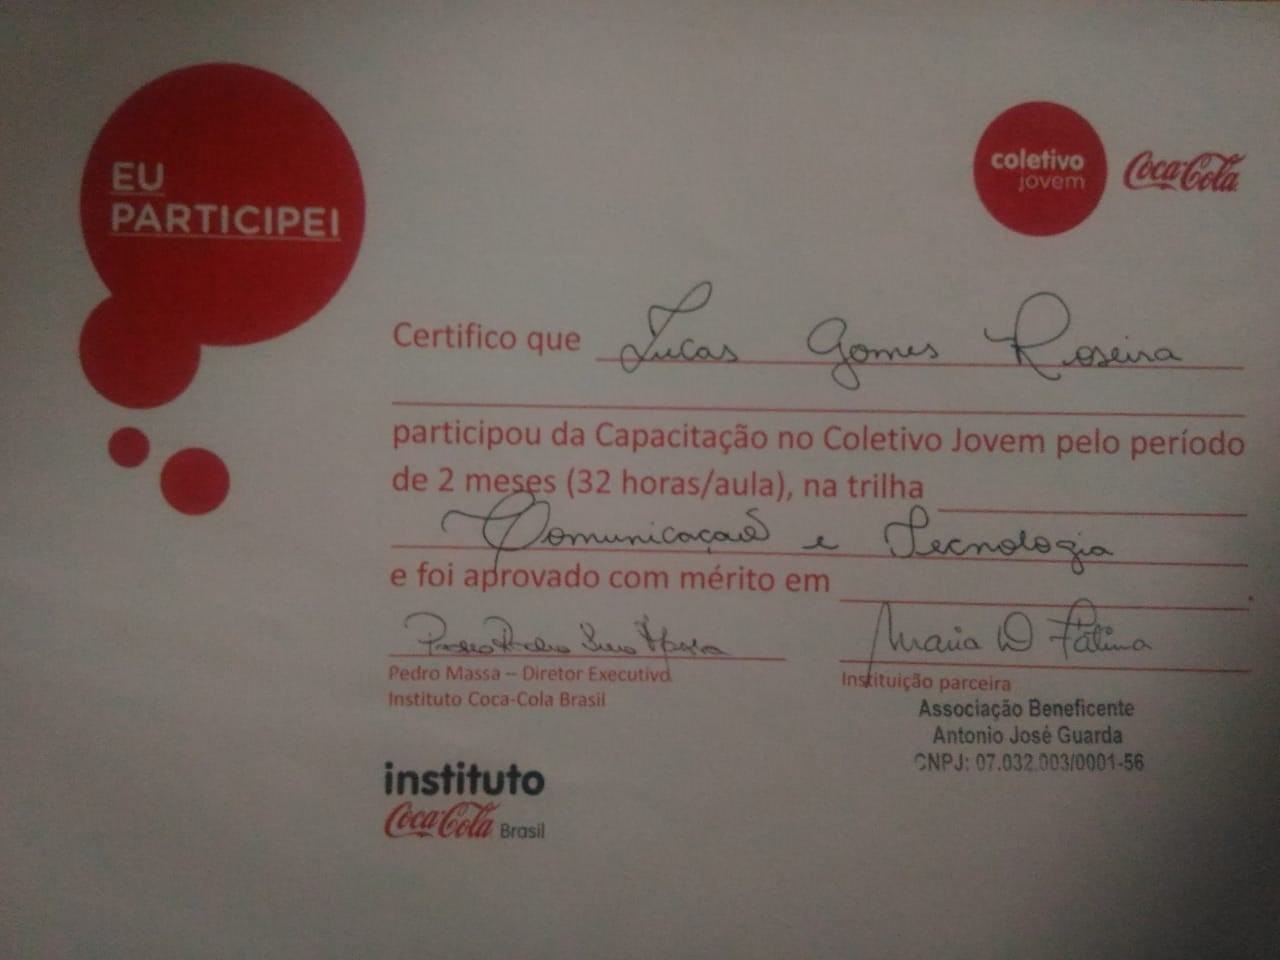 EU
PARTICIPEI
coletivo
jovem
Coca-Cola
Certifico que Lucas Gomes Roseira
participou da Capacitação no Coletivo Jovem pelo período
de 2 meses (32 horas/aula), na trilha
Comunicação e Tecnologia
e foi aprovado com mérito em
Maria D Fátima
Pedro Massa – Diretor Executivo
Instituto Coca-Cola Brasil
Instituição parceira
Associação Beneficente
Antonio José Guarda
CNPJ: 07.032.003/0001-56
instituto
Coca-Cola Brasil